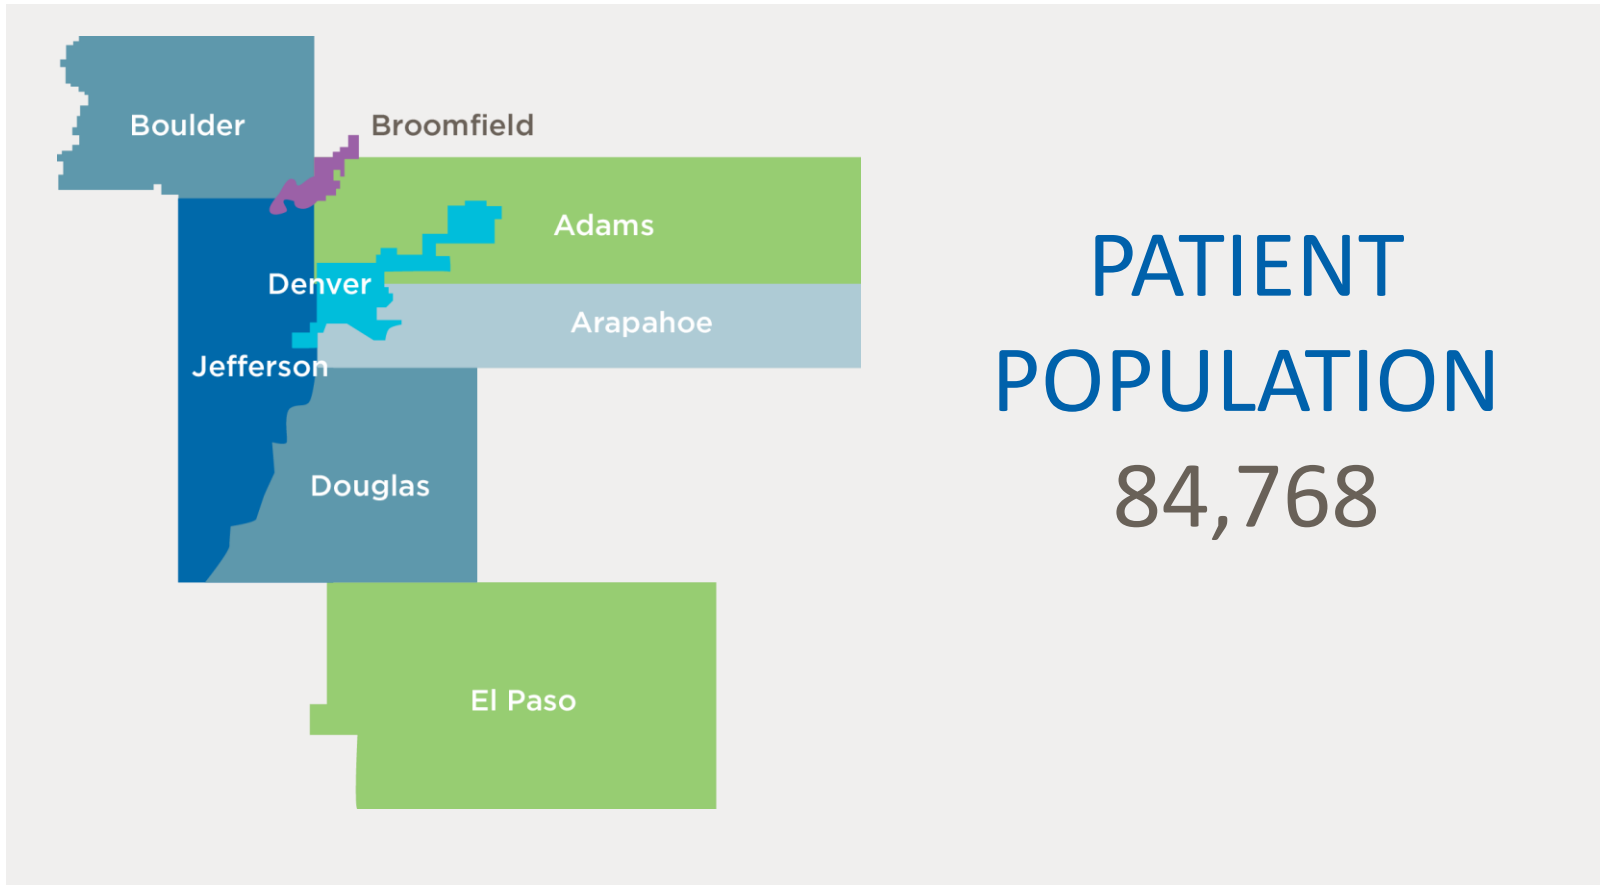 Boulder
Broomfield
Adams
Denver
Arapahoe
Jefferson
Douglas
El Paso
PATIENT
POPULATION
84,768